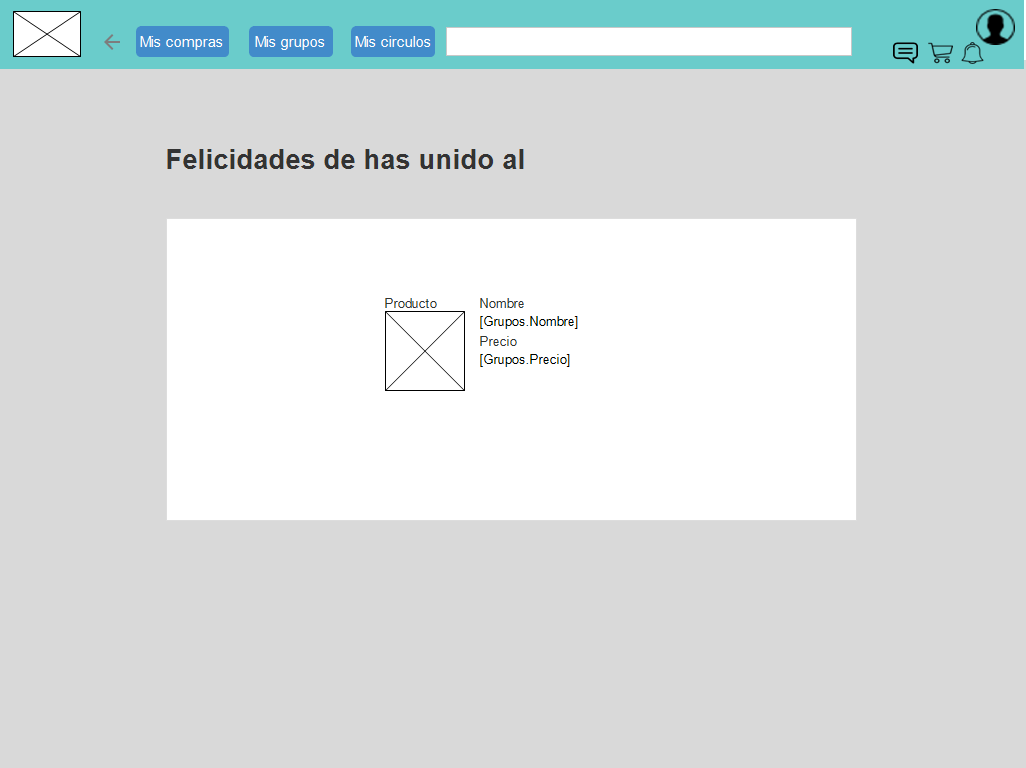 Mis compras
Mis grupos
Mis circulos
Felicidades de has unido al
Producto
Nombre
[Grupos.Nombre]
Precio
[Grupos.Precio]